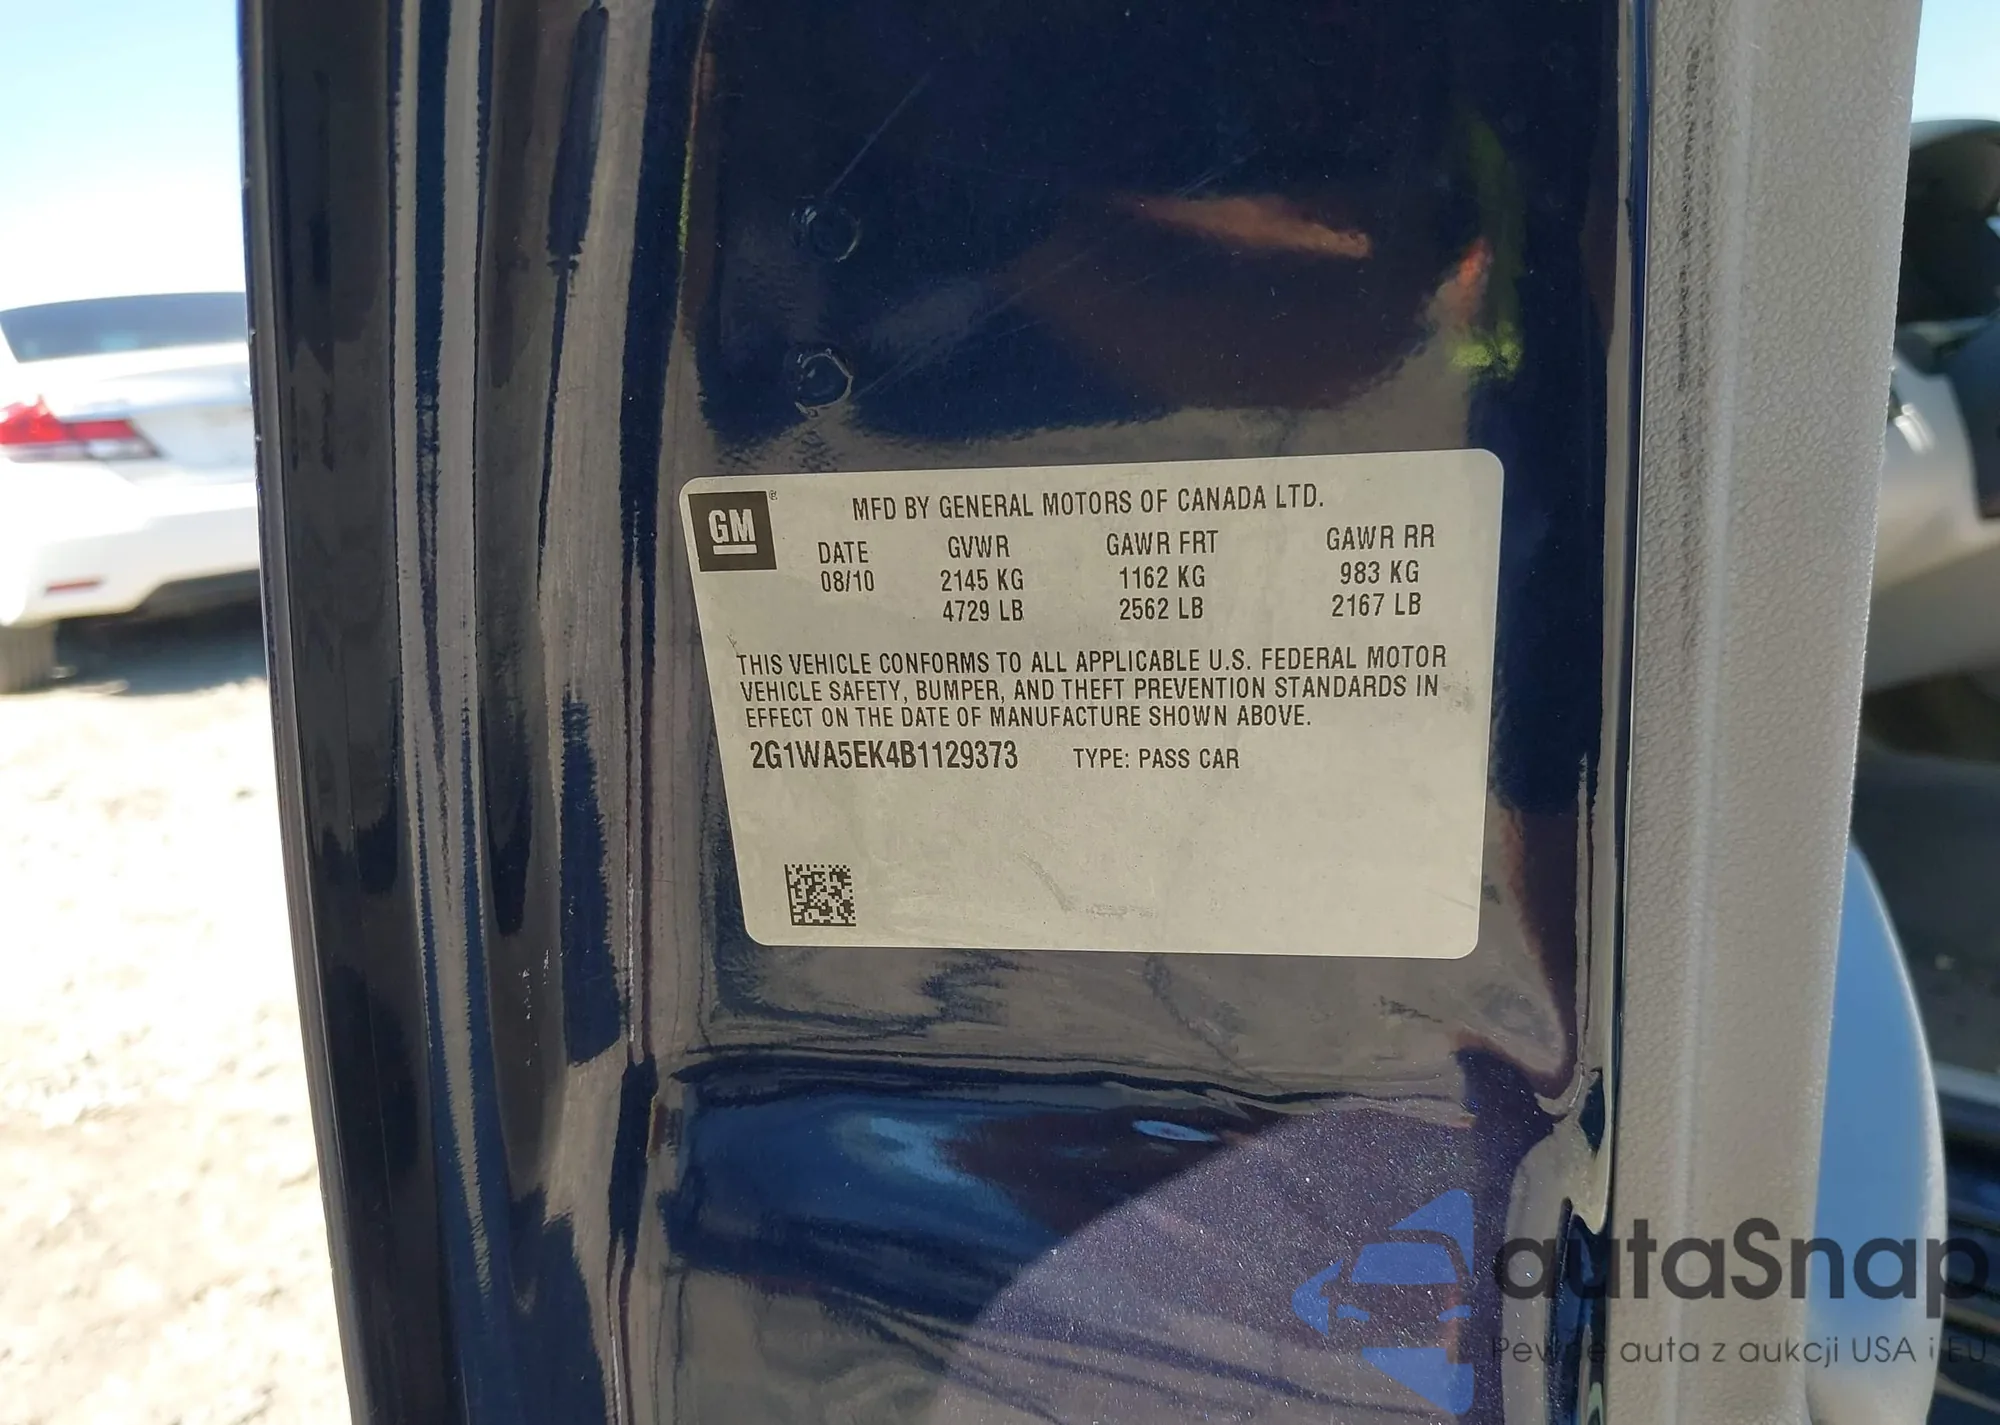 GM ®
MFD BY GENERAL MOTORS OF CANADA LTD.
DATE GVWR GAWR FRT GAWR RR
08/10 2145 KG 1162 KG 983 KG
4729 LB 2562 LB 2167 LB
THIS VEHICLE CONFORMS TO ALL APPLICABLE U.S. FEDERAL MOTOR
VEHICLE SAFETY, BUMPER, AND THEFT PREVENTION STANDARDS IN
EFFECT ON THE DATE OF MANUFACTURE SHOWN ABOVE.
2G1WA5EK4B1129373 TYPE: PASS CAR
autaSnap
Pewne auta z aukcji USA i EU